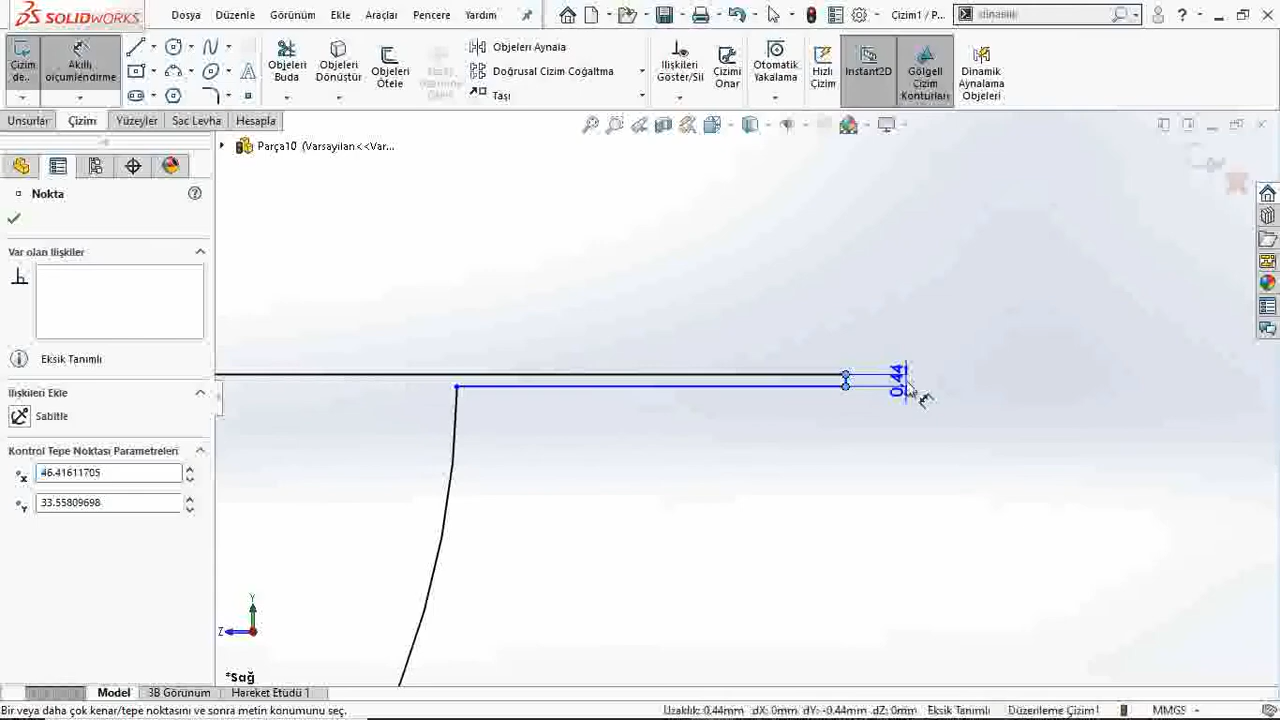 SOLIDWORKS
Dosya Düzenle Görünüm Ekle Araçlar Pencere Yardım
Çizim1 / P...
Çizim de...
Akıllı ölçümlendirme
Objeleri Buda
Objeleri Dönüştür
Objeleri Ötele
Objeleri Aynala
Doğrusal Çizim Çoğaltma
Taşı
İlişkileri Göster/Sil
Çizimi Onar
Otomatik Yakalama
Hızlı Çizim
Instant2D
Gölgeli Çizim Konturları
Dinamik Aynalama Objeleri
Unsurlar Çizim Yüzeyler Sac Levha Hesapla
Parça10 (Varsayılan<<Var...
Nokta
Var olan İlişkiler
Eksik Tanımlı
İlişkileri Ekle
Sabitle
Kontrol Tepe Noktası Parametreleri
46.41611705
33.55809698
0,44
Y
Z
*Sağ
Model 3B Görünüm Hareket Etüdü 1
Bir veya daha çok kenar/tepe noktasını ve sonra metin konumunu seç.
Uzaklık: 0.44mm dX: 0mm dY: -0.44mm dZ: 0mm Eksik Tanımlı Düzenleme Çizim1 MMGS